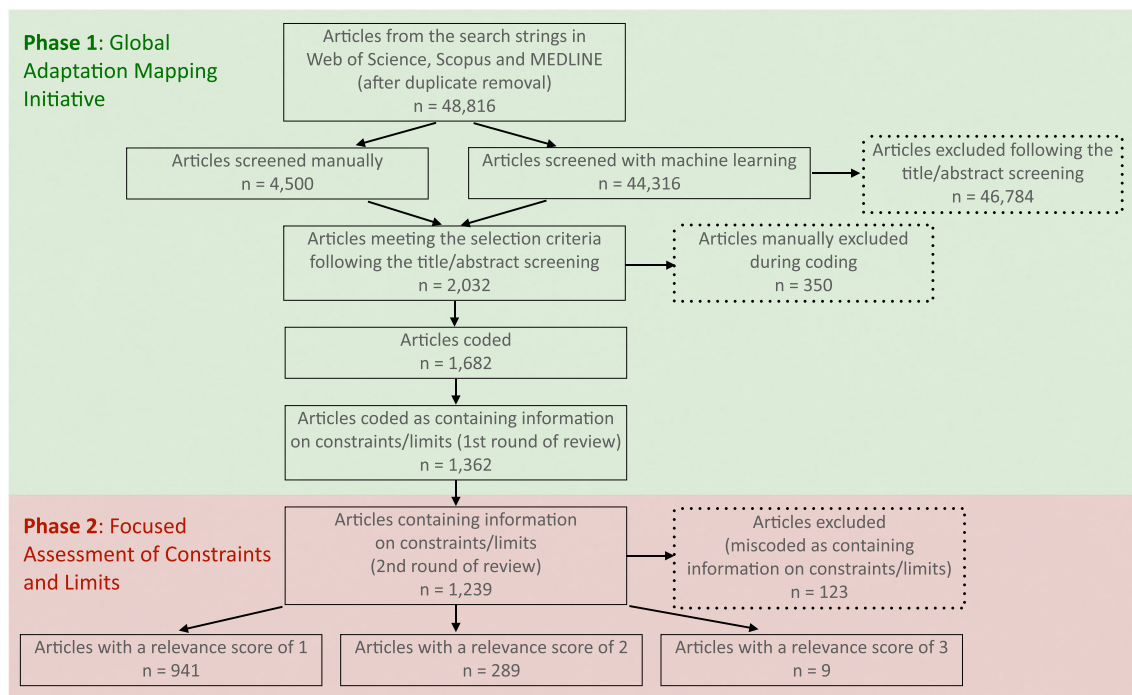 Phase 1: Global
Adaptation Mapping
Initiative
Articles from the search strings in
Web of Science, Scopus and MEDLINE
(after duplicate removal)
n = 48,816
Articles screened manually
n = 4,500
Articles screened with machine learning
n = 44,316
Articles excluded following the
title/abstract screening
n = 46,784
Articles meeting the selection criteria
following the title/abstract screening
n = 2,032
Articles manually excluded
during coding
n = 350
Articles coded
n = 1,682
Articles coded as containing information
on constraints/limits (1st round of review)
n = 1,362
Phase 2: Focused
Assessment of Constraints
and Limits
Articles containing information
on constraints/limits
(2nd round of review)
n = 1,239
Articles excluded
(miscoded as containing
information on constraints/limits)
n = 123
Articles with a relevance score of 1
n = 941
Articles with a relevance score of 2
n = 289
Articles with a relevance score of 3
n = 9